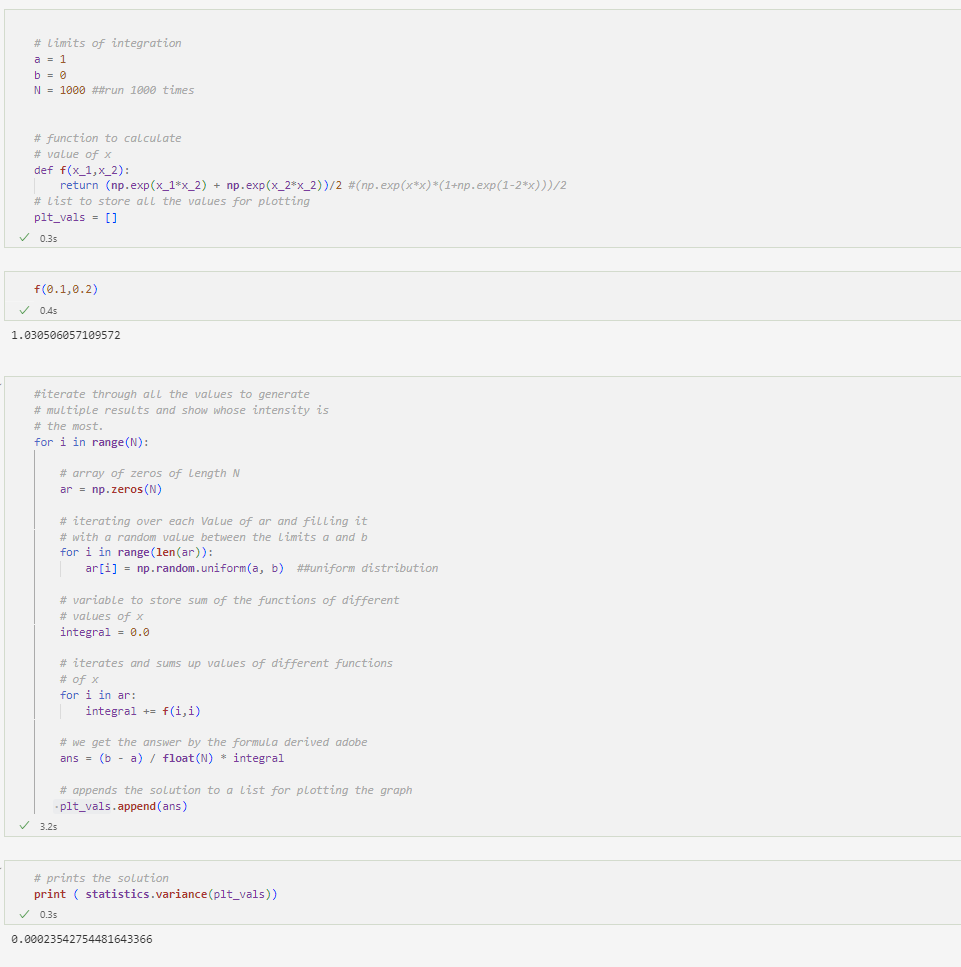 # limits of integration
a = 1
b = 0
N = 1000 ##run 1000 times
# function to calculate
# value of x
def f(x_1,x_2):
    return (np.exp(x_1*x_2) + np.exp(x_2*x_2))/2 #(np.exp(x*x)*(1+np.exp(1-2*x)))/2
# list to store all the values for plotting
plt_vals = []
✓ 0.3s
f(0.1,0.2)
✓ 0.4s
1.030506057109572
#iterate through all the values to generate
# multiple results and show whose intensity is
# the most.
for i in range(N):
    # array of zeros of length N
    ar = np.zeros(N)
    # iterating over each Value of ar and filling it
    # with a random value between the limits a and b
    for i in range(len(ar)):
        ar[i] = np.random.uniform(a, b)  ##uniform distribution
    # variable to store sum of the functions of different
    # values of x
    integral = 0.0
    # iterates and sums up values of different functions
    # of x
    for i in ar:
        integral += f(i,i)
    # we get the answer by the formula derived adobe
    ans = (b - a) / float(N) * integral
    # appends the solution to a list for plotting the graph
    plt_vals.append(ans)
✓ 3.2s
# prints the solution
print ( statistics.variance(plt_vals))
✓ 0.3s
0.00023542754481643366